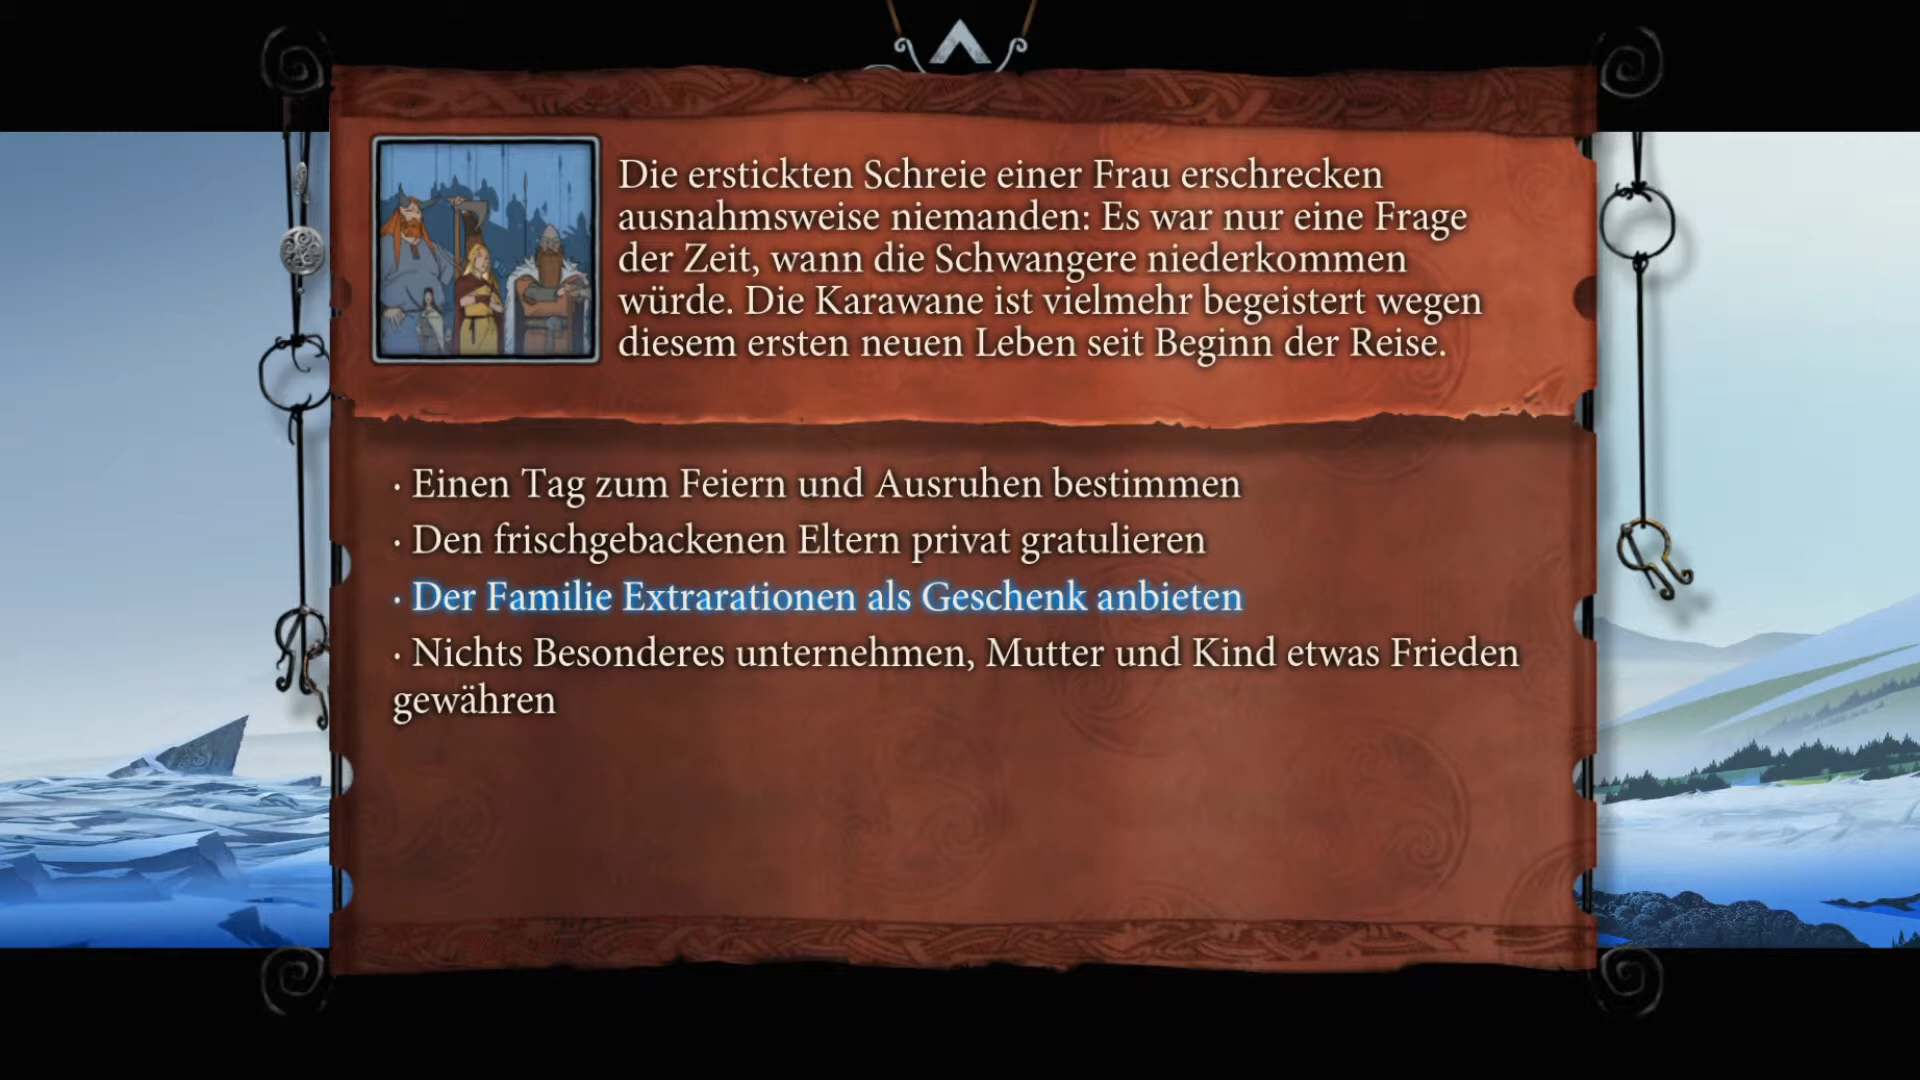 Die erstickten Schreie einer Frau erschrecken
ausnahmsweise niemanden: Es war nur eine Frage
der Zeit, wann die Schwangere niederkommen
würde. Die Karawane ist vielmehr begeistert wegen
diesem ersten neuen Leben seit Beginn der Reise.
· Einen Tag zum Feiern und Ausruhen bestimmen
· Den frischgebackenen Eltern privat gratulieren
· Der Familie Extrarationen als Geschenk anbieten
· Nichts Besonderes unternehmen, Mutter und Kind etwas Frieden
gewähren